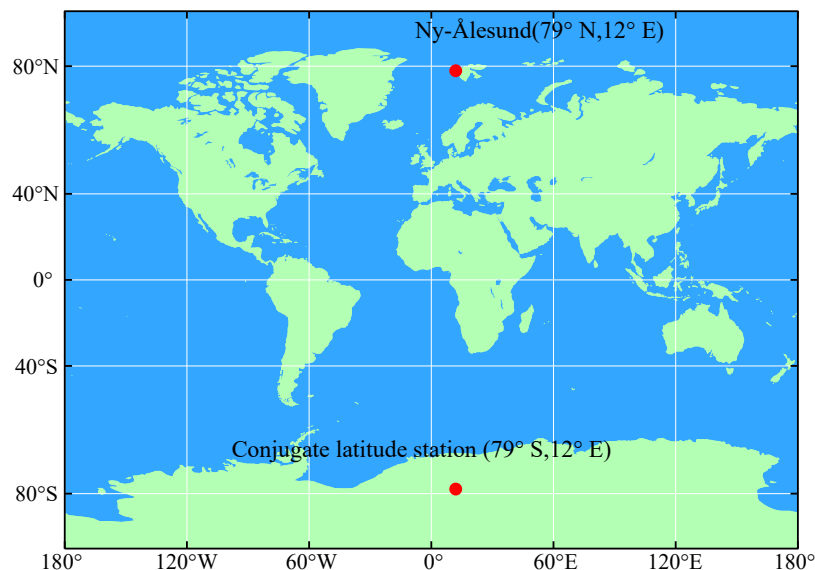 Ny-Ålesund(79° N,12° E)
80°N
40°N
0°
40°S
Conjugate latitude station (79° S,12° E)
80°S
180° 120°W 60°W 0° 60°E 120°E 180°